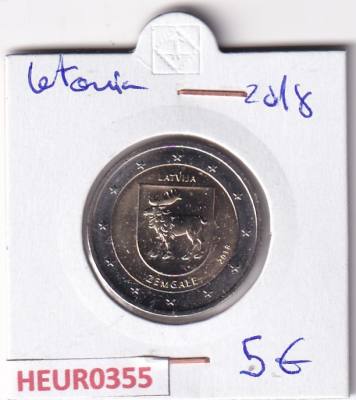 Letonia 2018
LATVIJA
2018
ZEMGALE
5€
HEUR0355